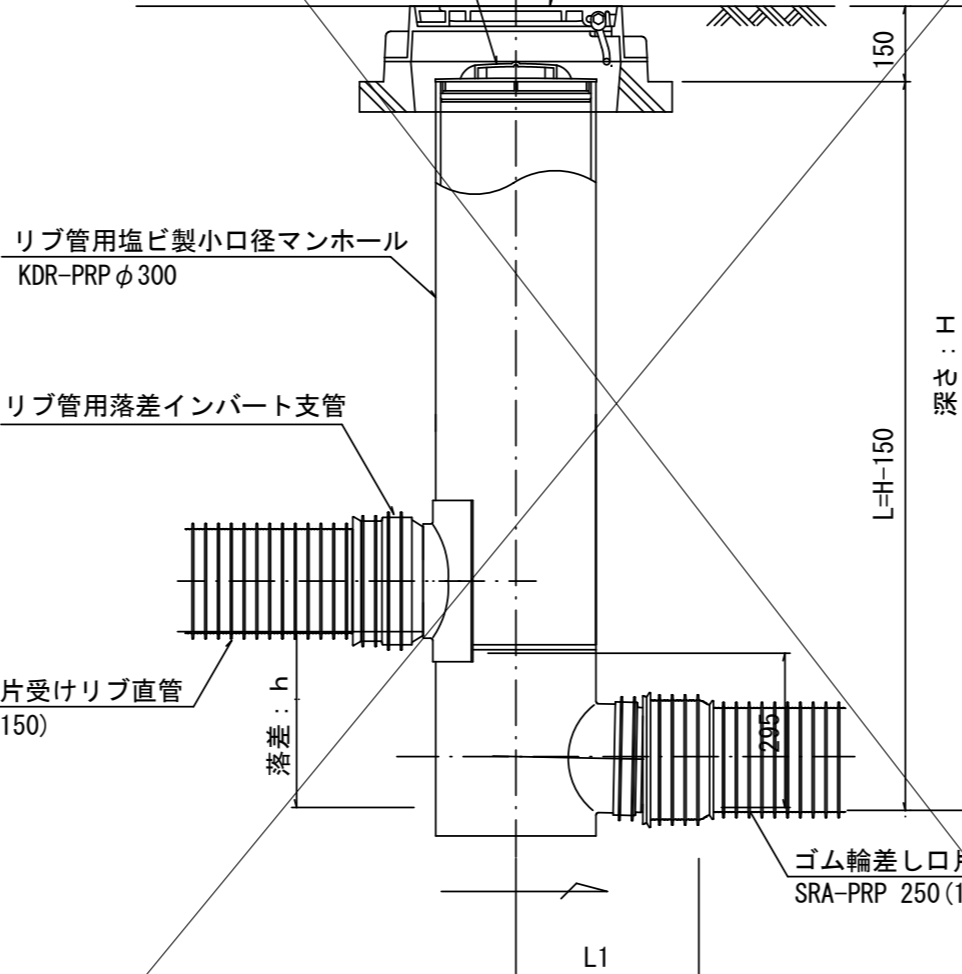 150
リブ管用塩ビ製小口径マンホール
KDR-PRPφ300
深さ：H
リブ管用落差インバート支管
L=H-150
片受けリブ直管
150)
落差：h
295
ゴム輪差し口
SRA-PRP 250(1
L1